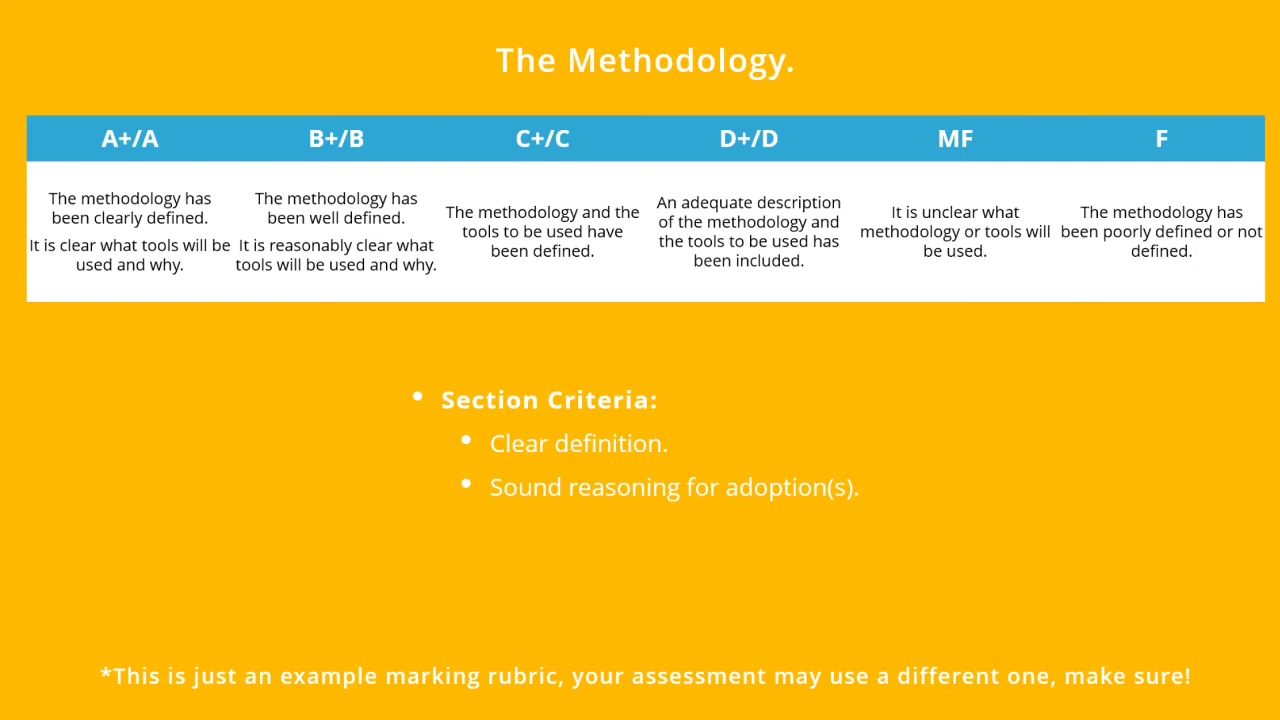 The Methodology.
A+/A
B+/B
C+/C
D+/D
MF
F
The methodology has
been clearly defined.
It is clear what tools will be
used and why.
The methodology has
been well defined.
It is reasonably clear what
tools will be used and why.
The methodology and the
tools to be used have
been defined.
An adequate description
of the methodology and
the tools to be used has
been included.
It is unclear what
methodology or tools will
be used.
The methodology has
been poorly defined or not
defined.
• Section Criteria:
• Clear definition.
• Sound reasoning for adoption(s).
*This is just an example marking rubric, your assessment may use a different one, make sure!